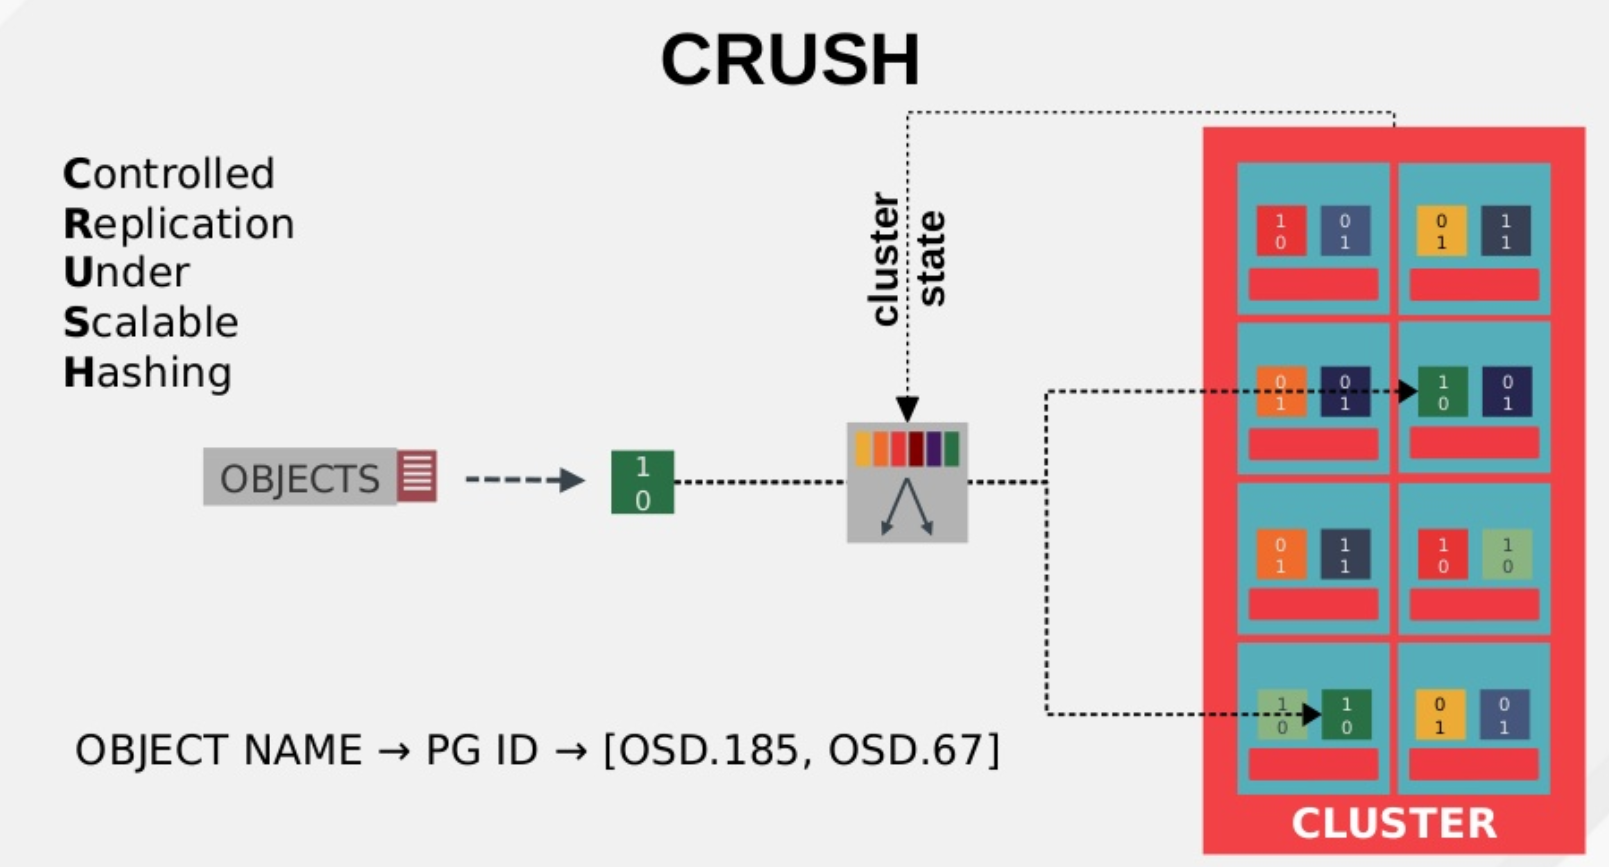 CRUSH
Controlled
Replication
Under
Scalable
Hashing
cluster
state
OBJECTS
1
0
1 0 0 1
0 1 1 1
0 0 1 0
1 1 0 1
0 1 1 1
1 1 0 0
1 1 0 0
0 0 1 1
OBJECT NAME → PG ID → [OSD.185, OSD.67]
CLUSTER